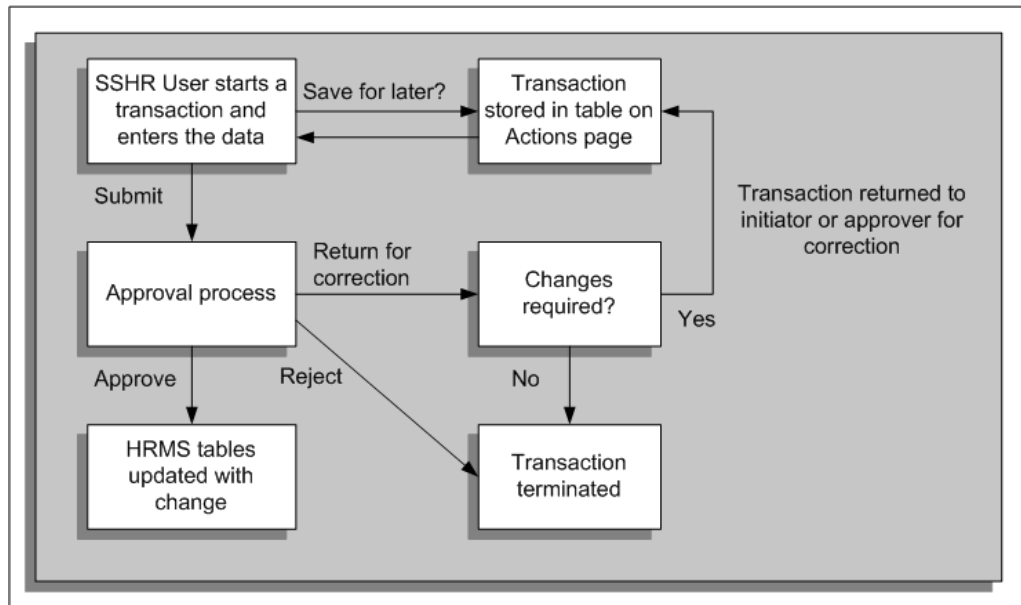 SSHR User starts a
transaction and
enters the data
Save for later?
Transaction
stored in table on
Actions page
Submit
Transaction returned to
initiator or approver for
correction
Approval process
Return for
correction
Changes
required?
Yes
Approve
Reject
No
HRMS tables
updated with
change
Transaction
terminated